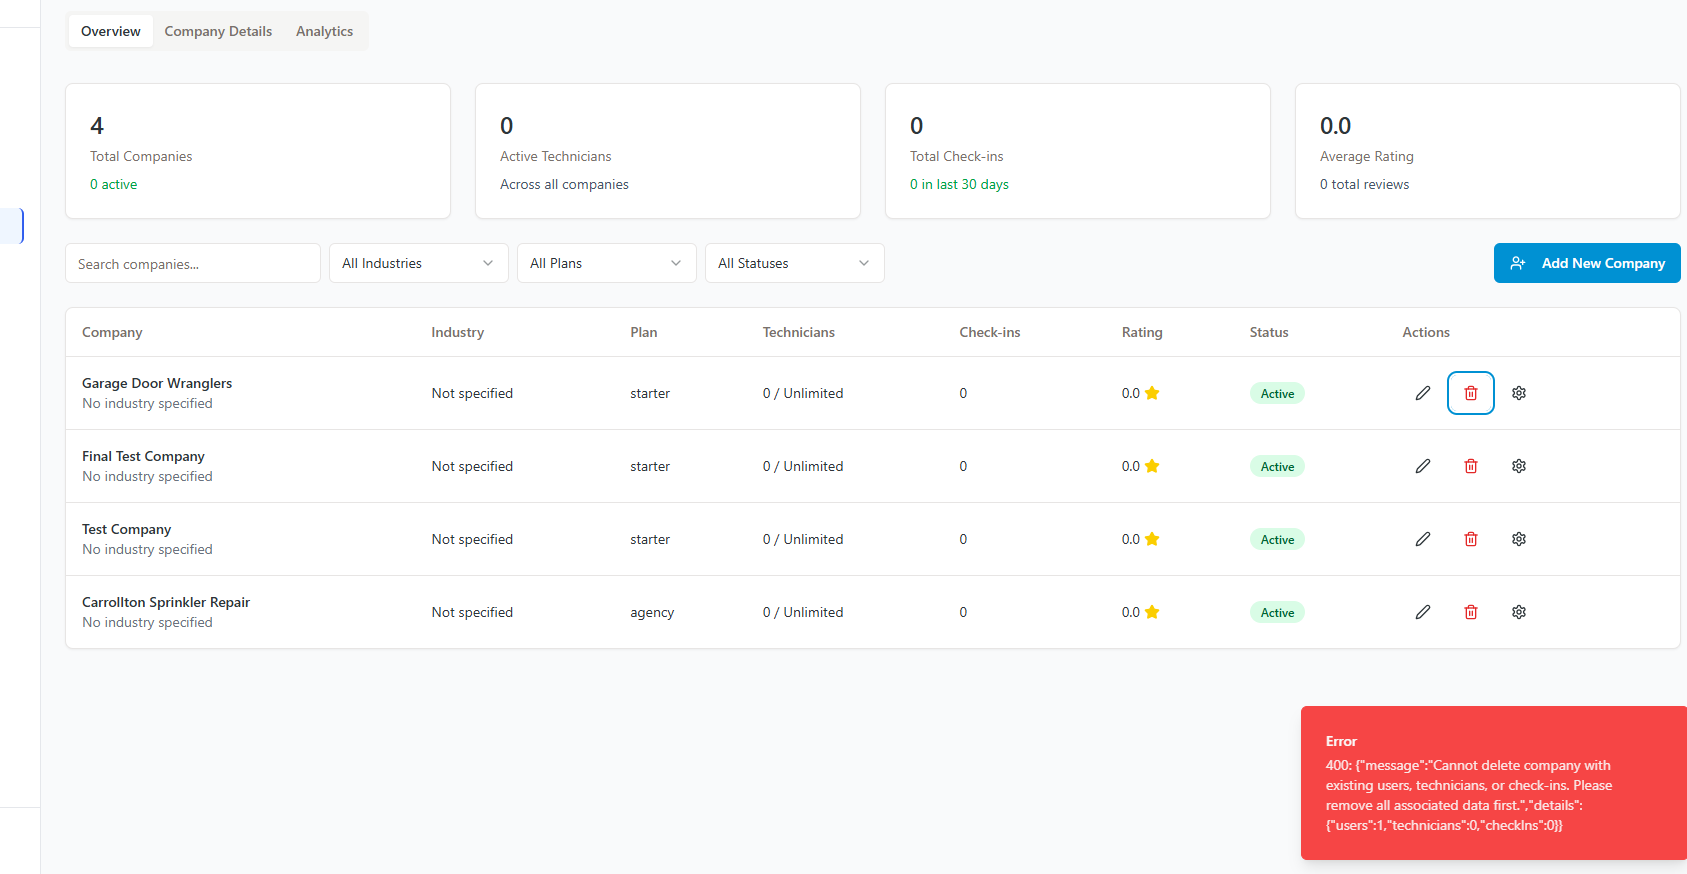 Overview Company Details Analytics
4
Total Companies
0 active
0
Active Technicians
Across all companies
0
Total Check-ins
0 in last 30 days
0.0
Average Rating
0 total reviews
Search companies... All Industries All Plans All Statuses Add New Company
Company Industry Plan Technicians Check-ins Rating Status Actions
Garage Door Wranglers
No industry specified
Not specified starter 0 / Unlimited 0 0.0 Active
Final Test Company
No industry specified
Not specified starter 0 / Unlimited 0 0.0 Active
Test Company
No industry specified
Not specified starter 0 / Unlimited 0 0.0 Active
Carrollton Sprinkler Repair
No industry specified
Not specified agency 0 / Unlimited 0 0.0 Active
Error
400: {"message":"Cannot delete company with
existing users, technicians, or check-ins. Please
remove all associated data first.","details":
{"users":1,"technicians":0,"checkIns":0}}